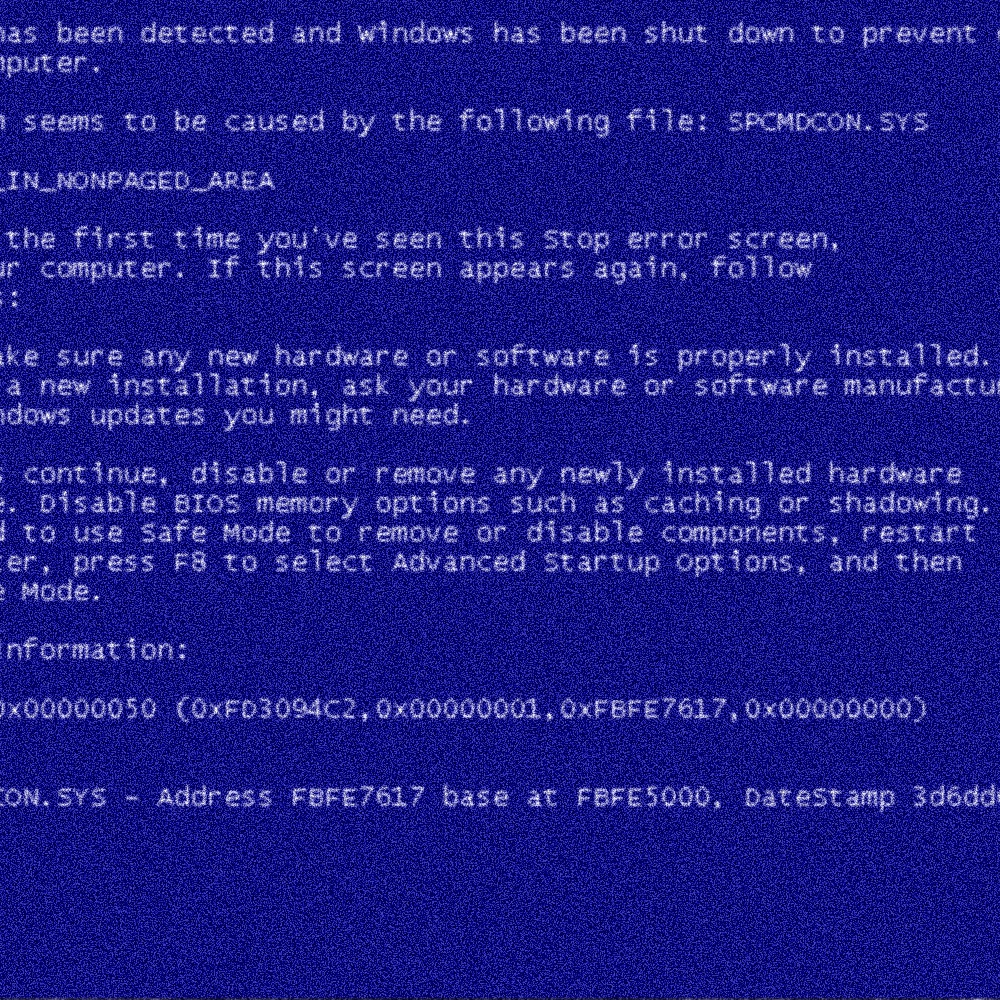 has been detected and Windows has been shut down to prevent
mputer.
seems to be caused by the following file: SPCMDCON.SYS
_IN_NONPAGED_AREA
the first time you've seen this Stop error screen,
ur computer. If this screen appears again, follow
s:
ake sure any new hardware or software is properly installed.
a new installation, ask your hardware or software manufactu
ndows updates you might need.
s continue, disable or remove any newly installed hardware
e. Disable BIOS memory options such as caching or shadowing.
d to use Safe Mode to remove or disable components, restart
ter, press F8 to select Advanced Startup Options, and then
e Mode.
information:
0x00000050 (0xFD3094C2,0x00000001,0xFBFE7617,0x00000000)
CON.SYS - Address FBFE7617 base at FBFE5000, DateStamp 3d6dd